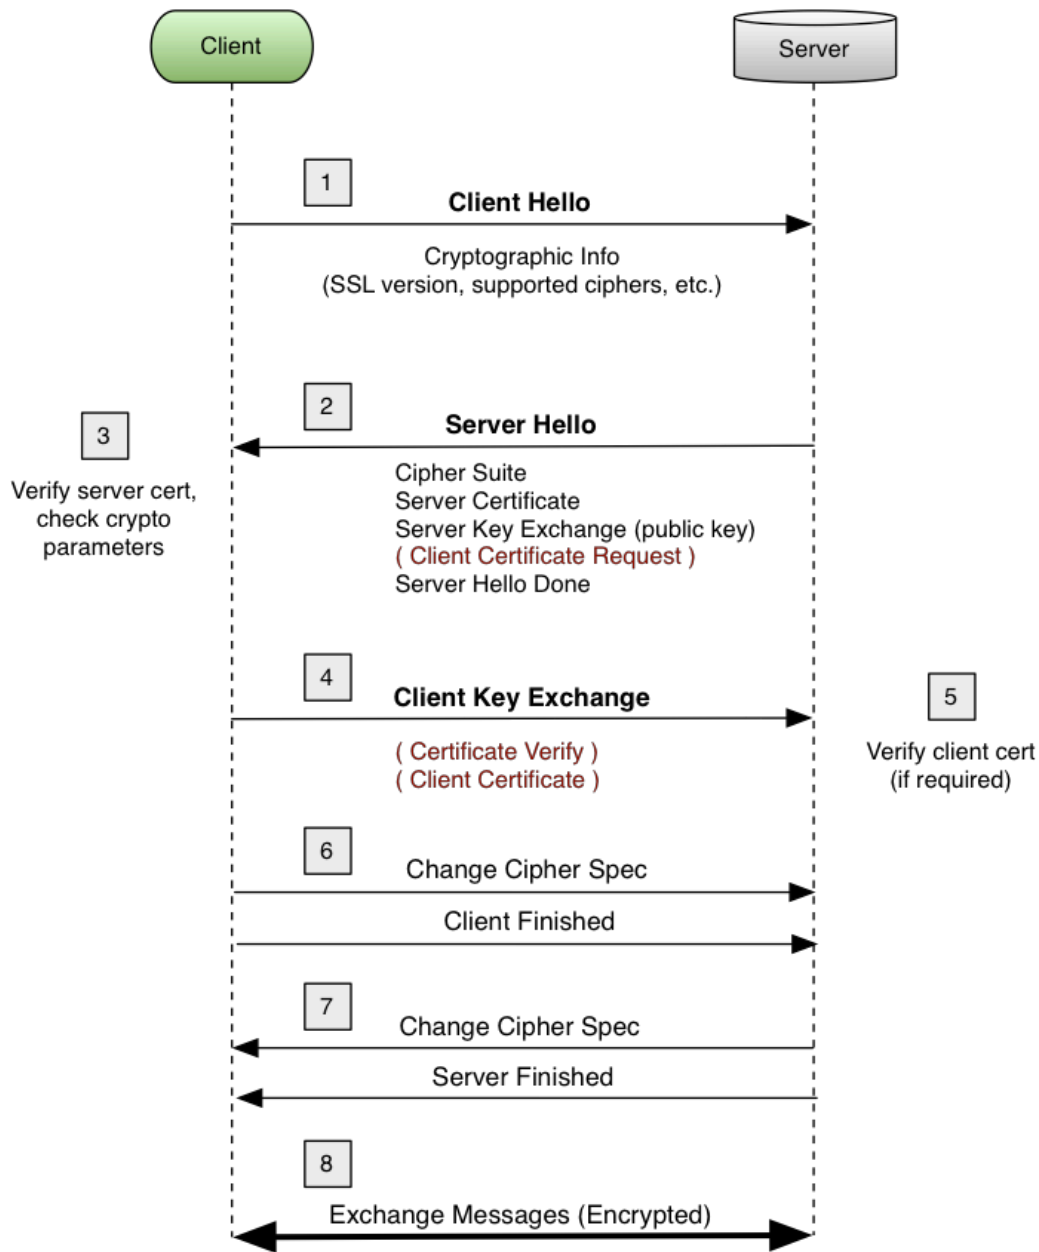 Client
Server
1
Client Hello
Cryptographic Info
(SSL version, supported ciphers, etc.)
2
Server Hello
3
Verify server cert,
check crypto
parameters
Cipher Suite
Server Certificate
Server Key Exchange (public key)
( Client Certificate Request )
Server Hello Done
4
Client Key Exchange
( Certificate Verify )
( Client Certificate )
5
Verify client cert
(if required)
6
Change Cipher Spec
Client Finished
7
Change Cipher Spec
Server Finished
8
Exchange Messages (Encrypted)